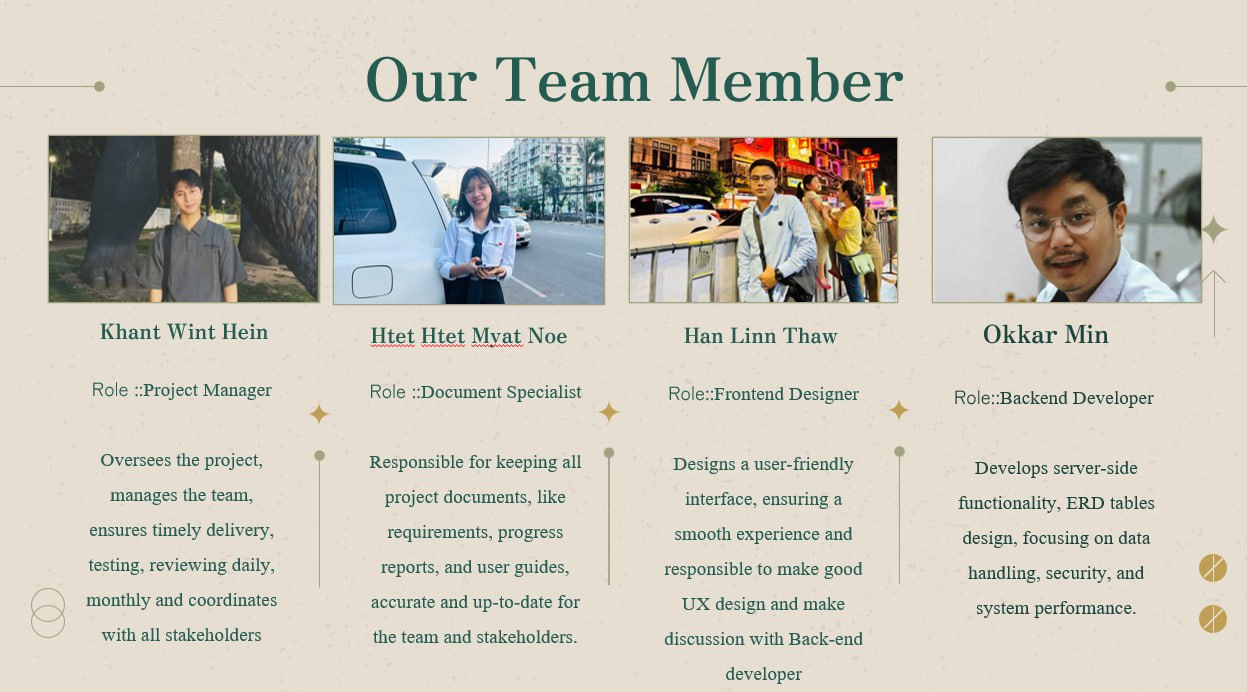 Our Team Member
Khant Wint Hein
Role ::Project Manager
Oversees the project,
manages the team,
ensures timely delivery,
testing, reviewing daily,
monthly and coordinates
with all stakeholders
Htet Htet Myat Noe
Role ::Document Specialist
Responsible for keeping all
project documents, like
requirements, progress
reports, and user guides,
accurate and up-to-date for
the team and stakeholders.
Han Linn Thaw
Role::Frontend Designer
Designs a user-friendly
interface, ensuring a
smooth experience and
responsible to make good
UX design and make
discussion with Back-end
developer
Okkar Min
Role::Backend Developer
Develops server-side
functionality, ERD tables
design, focusing on data
handling, security, and
system performance.